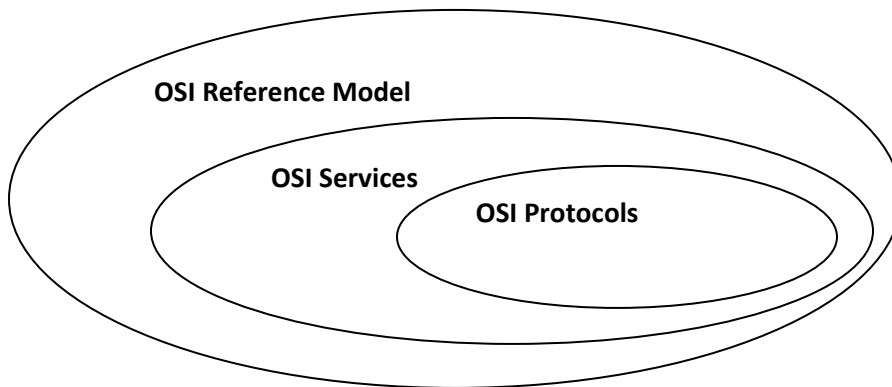 OSI Reference Model
OSI Services
OSI Protocols